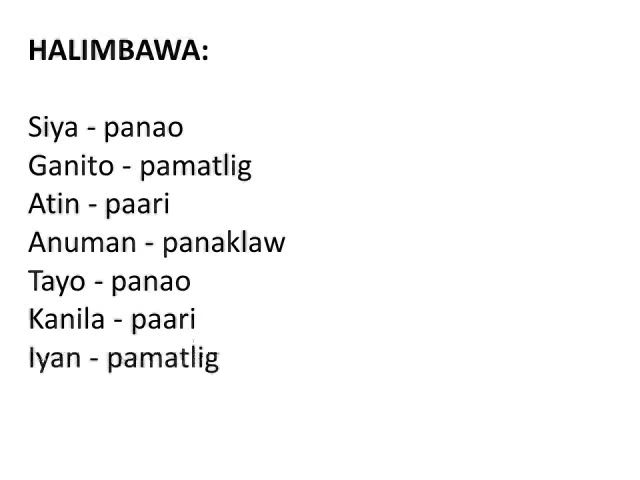 HALIMBAWA:
Siya - panao
Ganito - pamatlig
Atin - paari
Anuman - panaklaw
Tayo - panao
Kanila - paari
Iyan - pamatlig